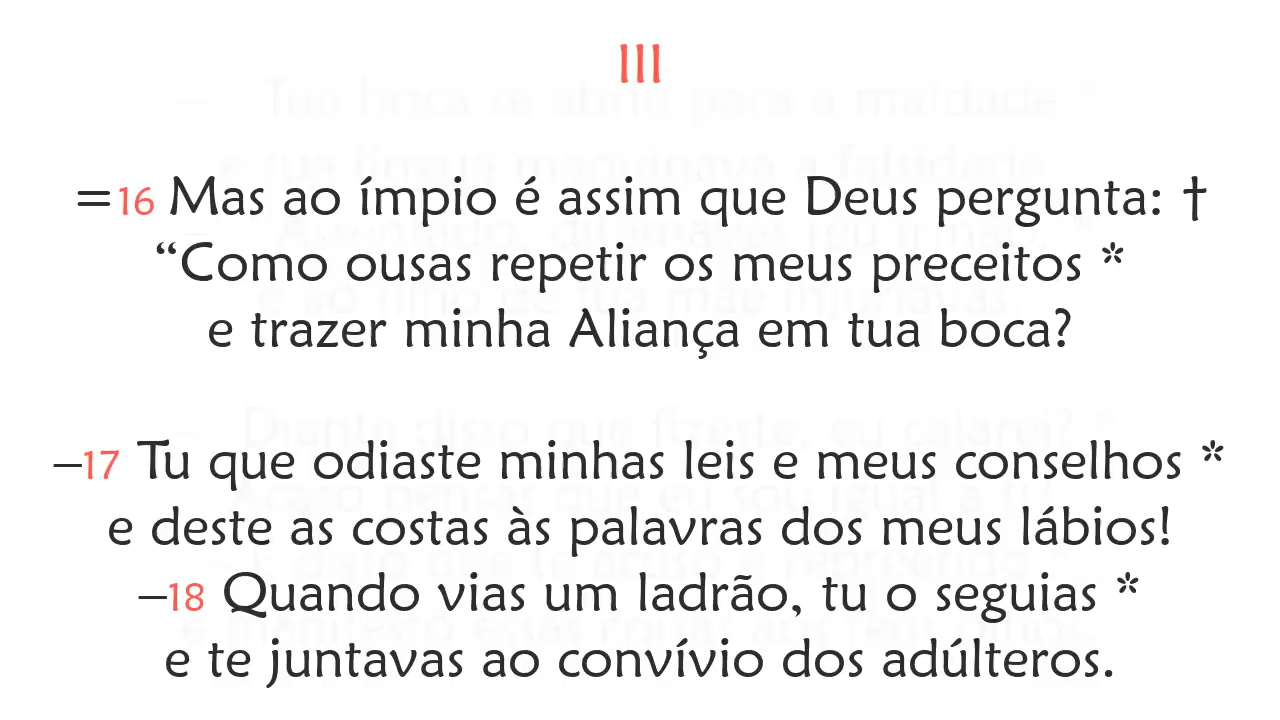 III
=16 Mas ao ímpio é assim que Deus pergunta: †
“Como ousas repetir os meus preceitos *
e trazer minha Aliança em tua boca?
–17 Tu que odiaste minhas leis e meus conselhos *
e deste as costas às palavras dos meus lábios!
–18 Quando vias um ladrão, tu o seguias *
e te juntavas ao convívio dos adúlteros.